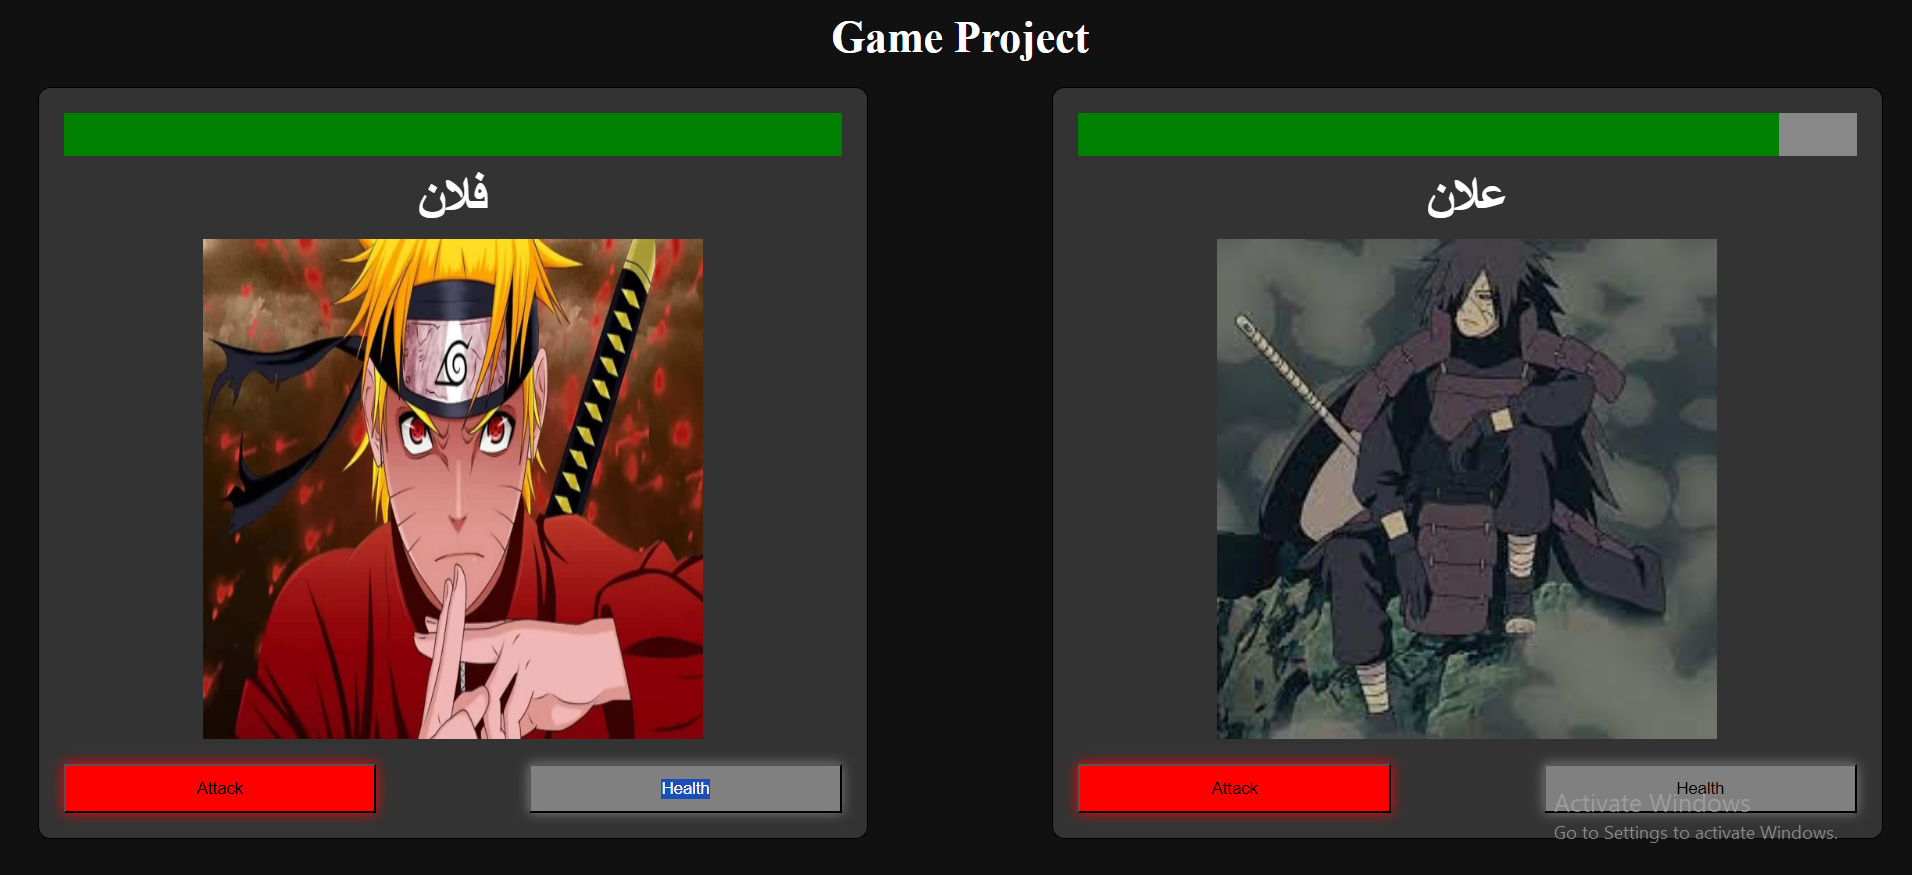 Game Project
فلان
علان
Attack
Health
Attack
Health
Activate Windows
Go to Settings to activate Windows.